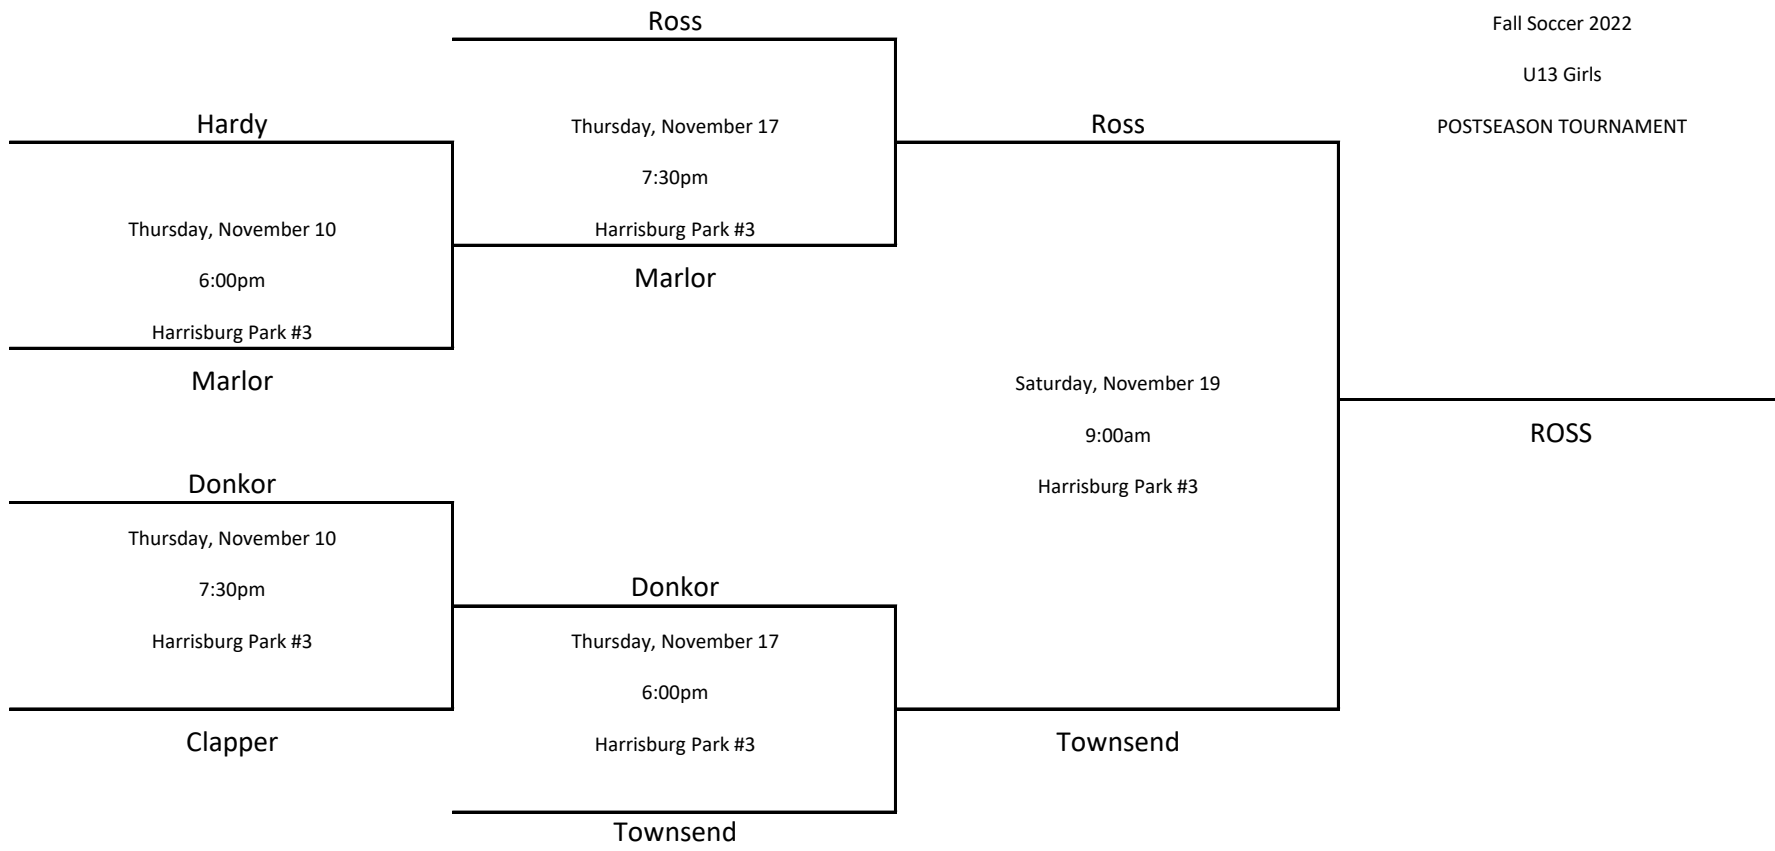 Ross
Fall Soccer 2022
U13 Girls
Hardy
Thursday, November 17
Ross
POSTSEASON TOURNAMENT
7:30pm
Thursday, November 10
Harrisburg Park #3
6:00pm
Marlor
Harrisburg Park #3
Marlor
Saturday, November 19
9:00am
ROSS
Donkor
Harrisburg Park #3
Thursday, November 10
7:30pm
Donkor
Harrisburg Park #3
Thursday, November 17
6:00pm
Clapper
Harrisburg Park #3
Townsend
Townsend